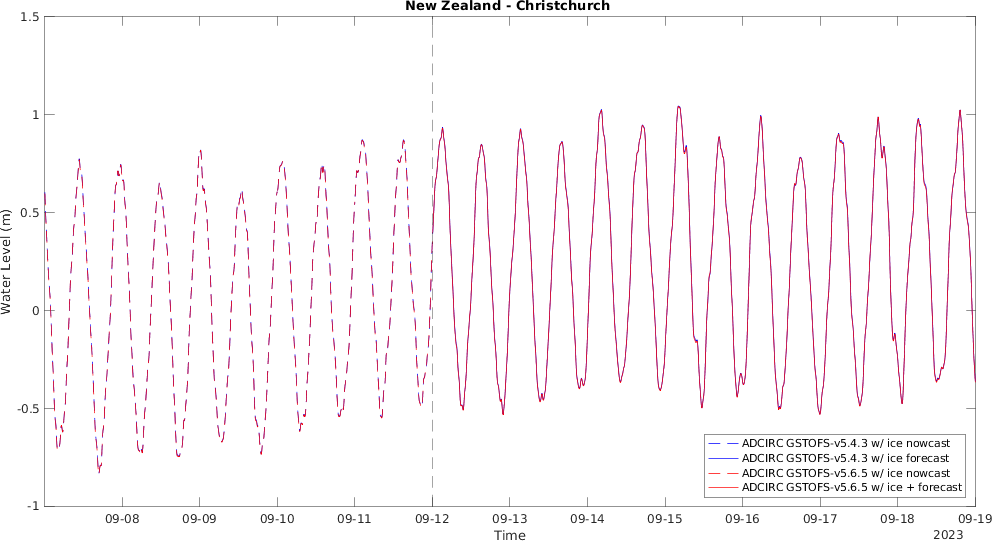 New Zealand - Christchurch
1.5
1
0.5
0
-0.5
-1
Water Level (m)
09-08 09-09 09-10 09-11 09-12 09-13 09-14 09-15 09-16 09-17 09-18 09-19
Time
2023
ADCIRC GSTOFS-v5.4.3 w/ ice nowcast
ADCIRC GSTOFS-v5.4.3 w/ ice forecast
ADCIRC GSTOFS-v5.6.5 w/ ice nowcast
ADCIRC GSTOFS-v5.6.5 w/ ice + forecast